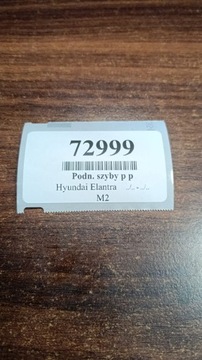 72999
Podn. szyby p p
Hyundai Elantra
M2